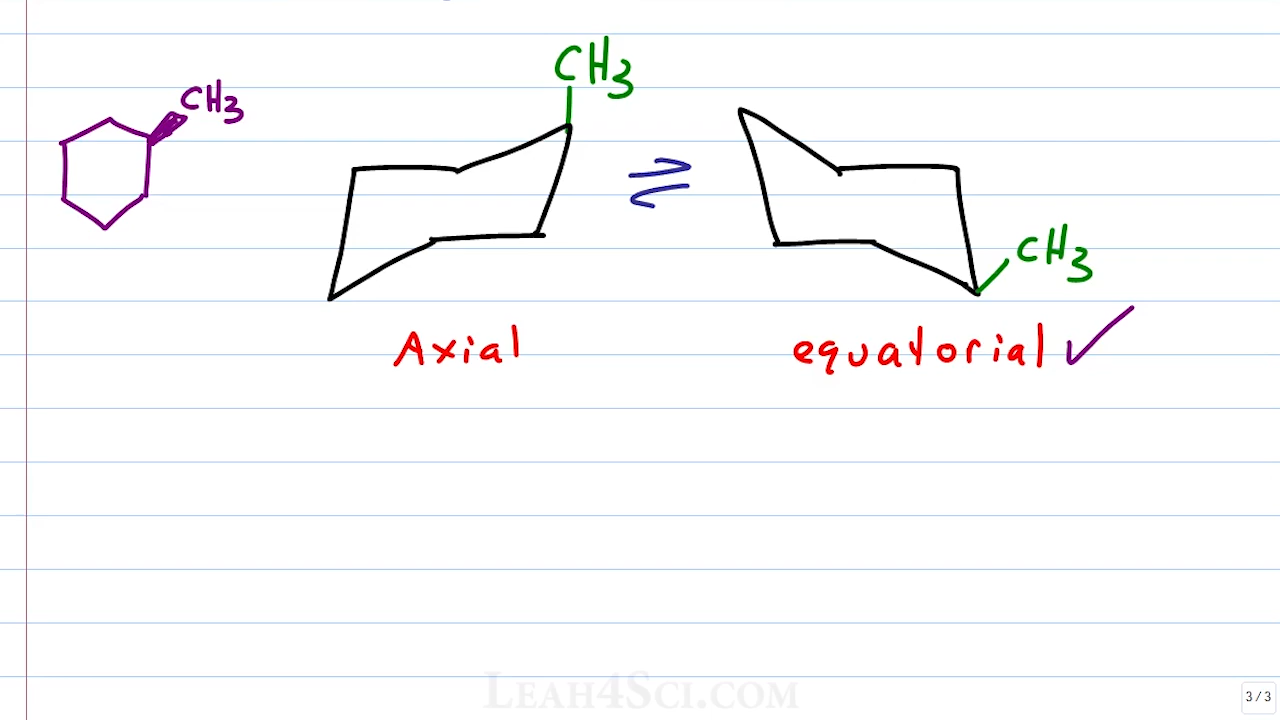 CH3
CH3
CH3
Axial
equatorial
LEAH4SCI.COM
3/3